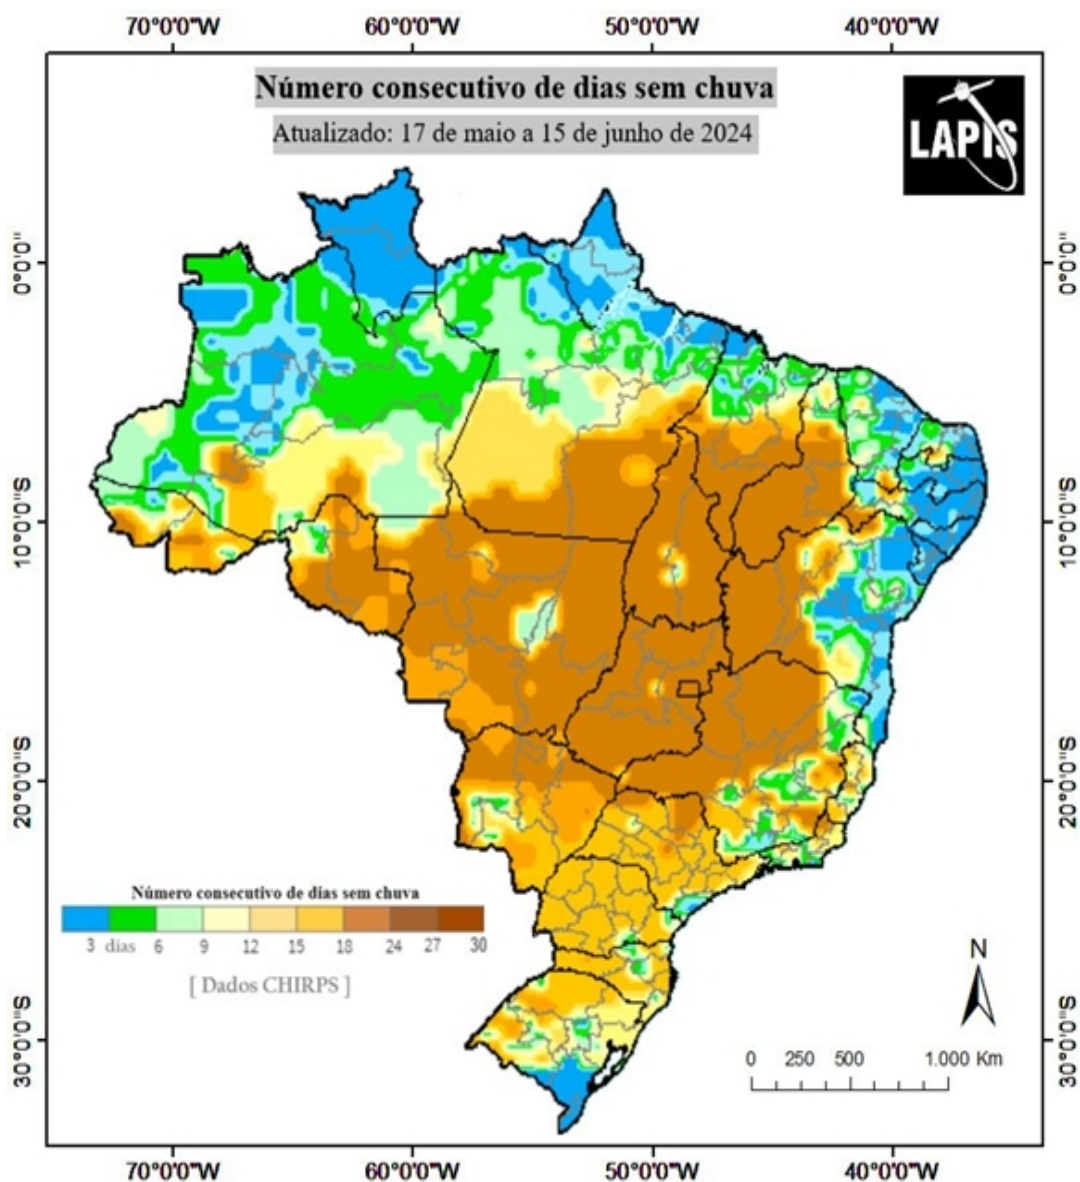 70°0'0"W 60°0'0"W 50°0'0"W 40°0'0"W
Número consecutivo de dias sem chuva
Atualizado: 17 de maio a 15 de junho de 2024
LAPIS
0°0'0" 0°0'0"
10°0'0"S 10°0'0"S
20°0'0"S 20°0'0"S
Número consecutivo de dias sem chuva
3 dias 6 9 12 15 18 24 27 30
[ Dados CHIRPS ]
N
30°0'0"S 30°0'0"S
0 250 500 1.000 Km
70°0'0"W 60°0'0"W 50°0'0"W 40°0'0"W